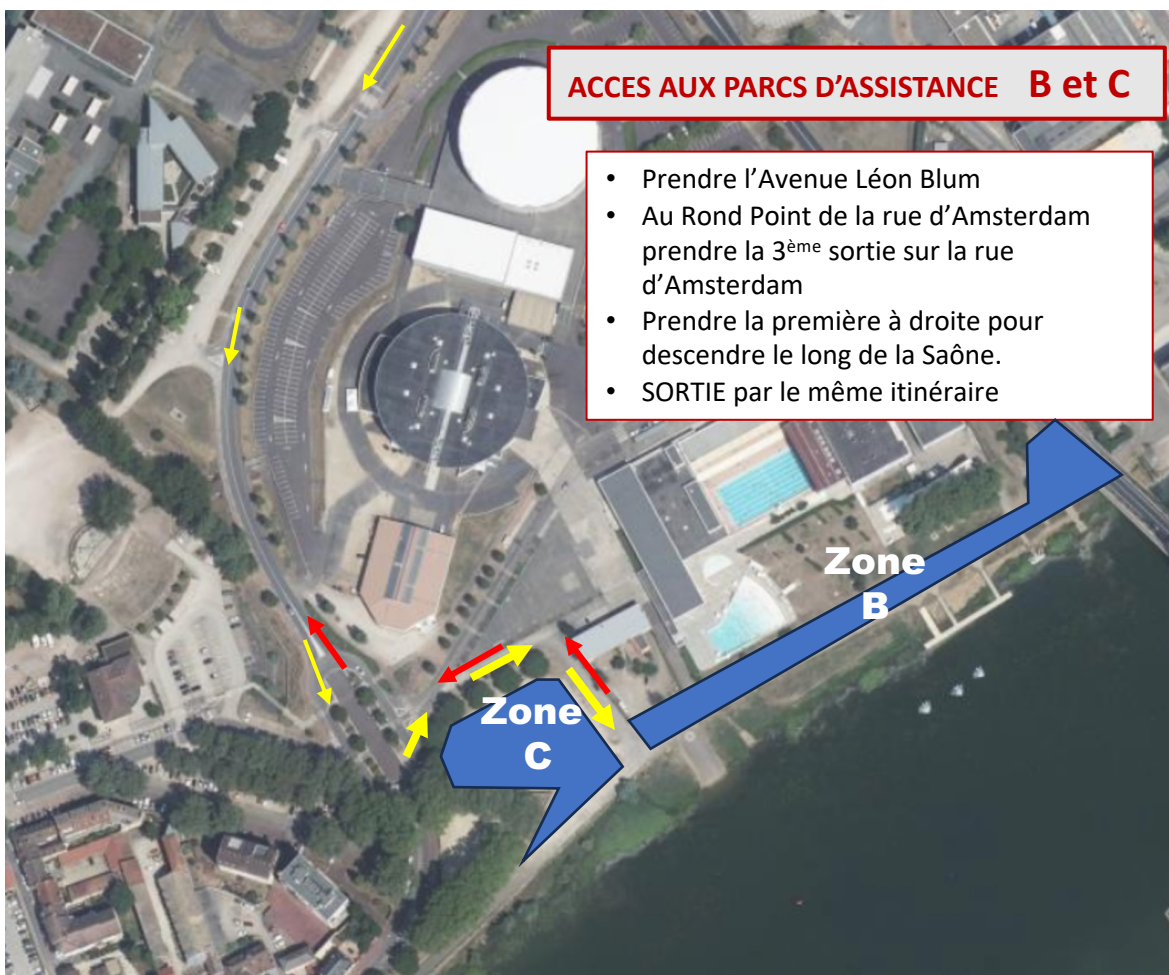 ACCES AUX PARCS D’ASSISTANCE B et C
• Prendre l’Avenue Léon Blum
• Au Rond Point de la rue d’Amsterdam
prendre la 3ème sortie sur la rue
d’Amsterdam
• Prendre la première à droite pour
descendre le long de la Saône.
• SORTIE par le même itinéraire
Zone
B
Zone
C